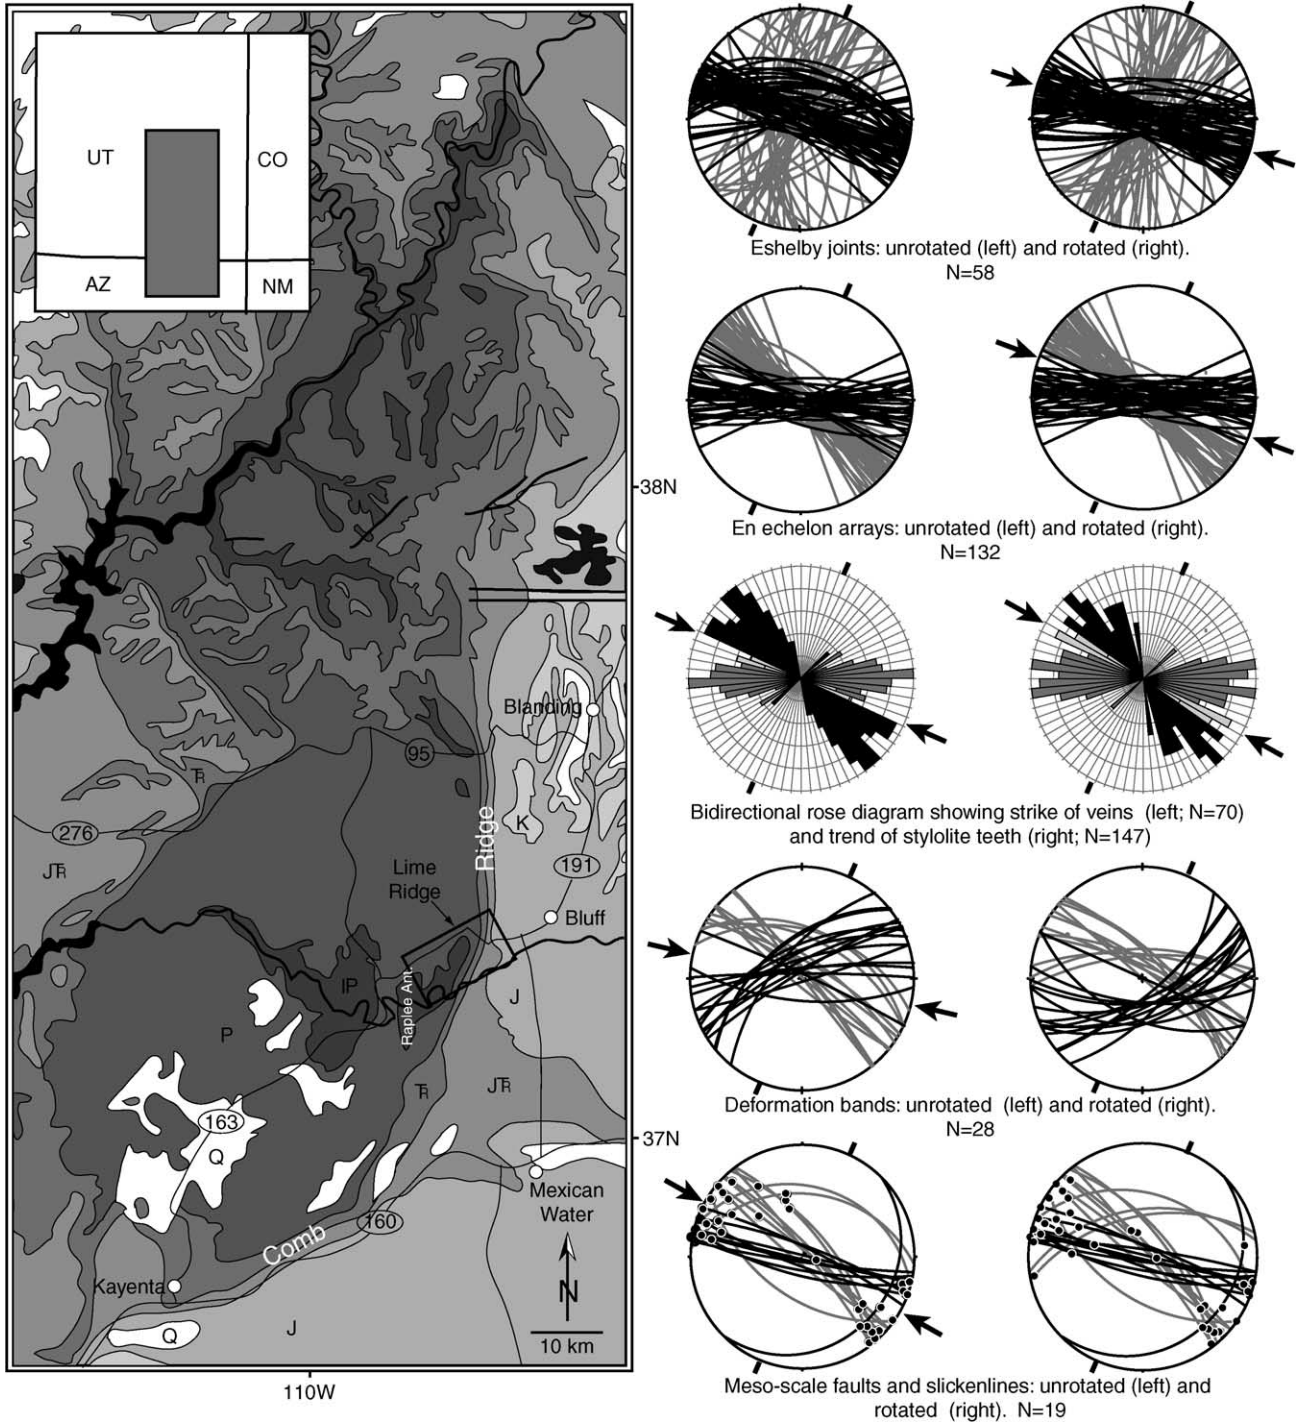 UT
CO
AZ
NM
38N
Blanding
95
TR
276
K
Ridge
JTR
Lime
Ridge
191
Bluff
IP
Raplee Ant.
J
P
TR
JTR
163
37N
Q
Mexican
Water
160
Comb
N
Kayenta
Q
J
10 km
110W
Eshelby joints: unrotated (left) and rotated (right).
N=58
En echelon arrays: unrotated (left) and rotated (right).
N=132
Bidirectional rose diagram showing strike of veins (left; N=70)
and trend of stylolite teeth (right; N=147)
Deformation bands: unrotated (left) and rotated (right).
N=28
Meso-scale faults and slickenlines: unrotated (left) and
rotated (right). N=19